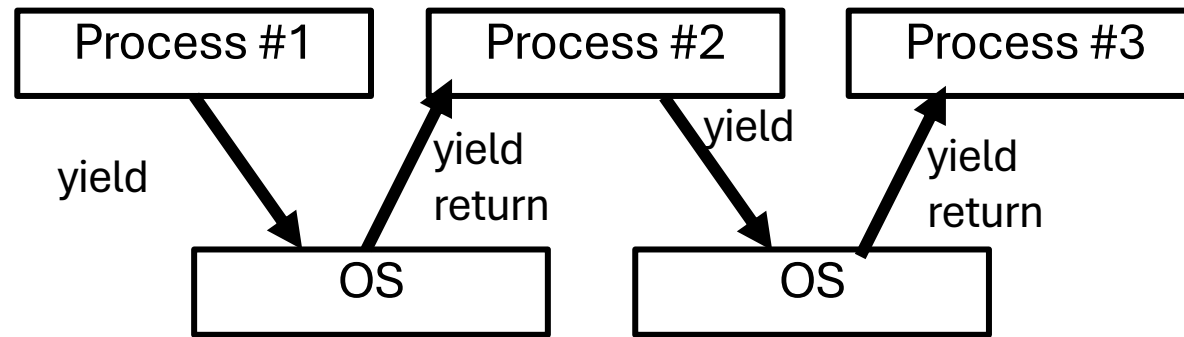 Process #1
Process #2
Process #3
yield
yield
return
yield
yield
return
OS
OS